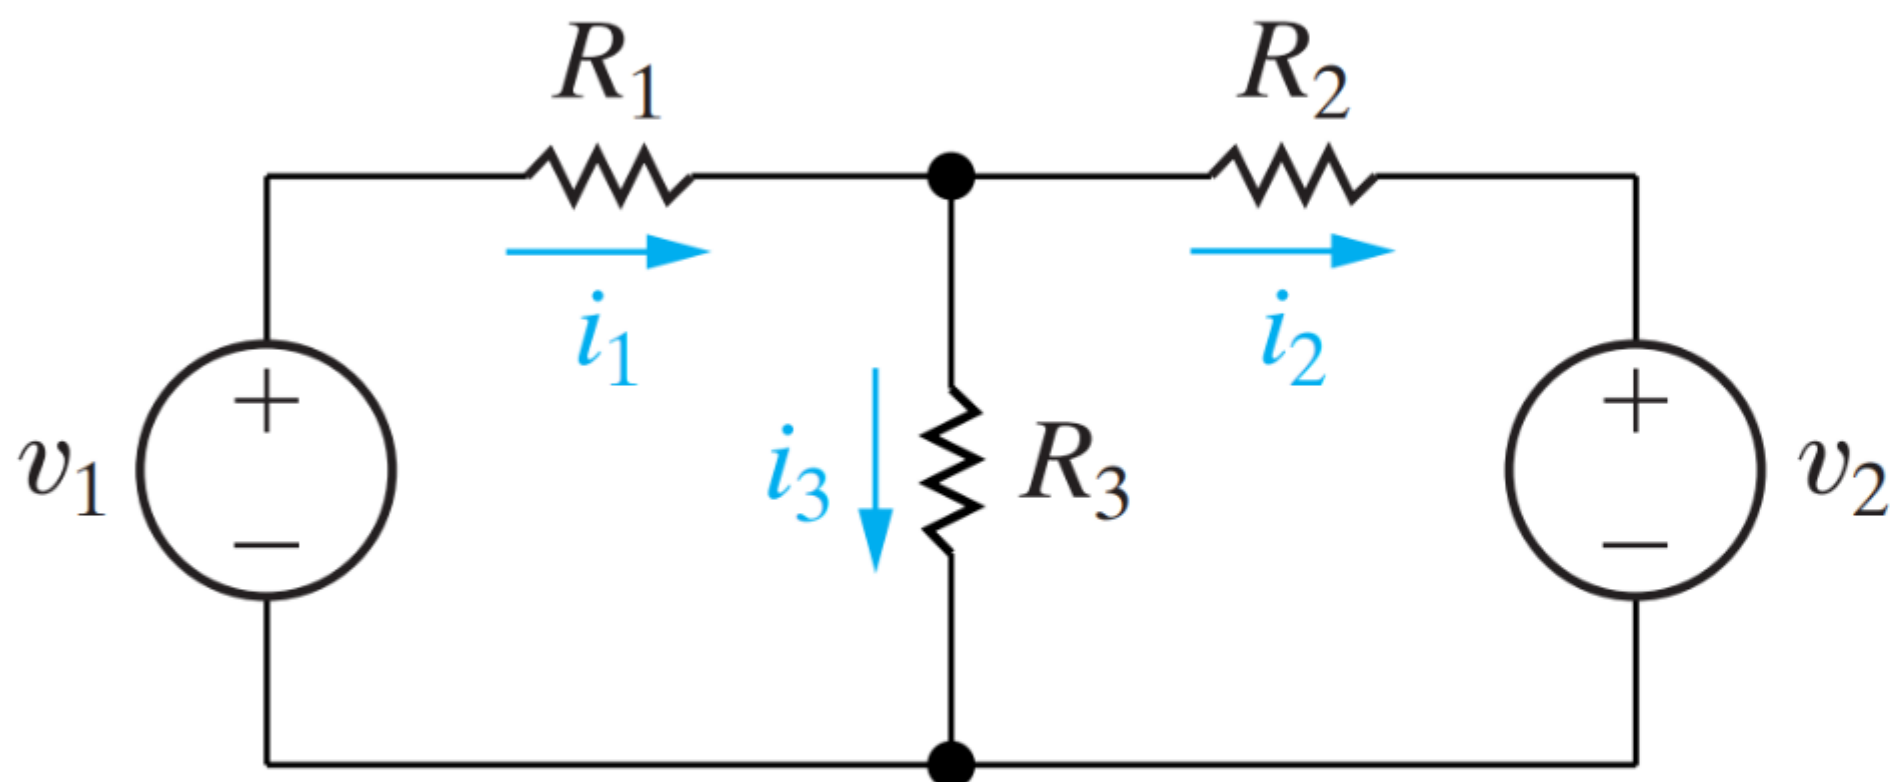 R₁ R₂
i₁ i₂
+ +
v₁ i₃ R₃ v₂
− −